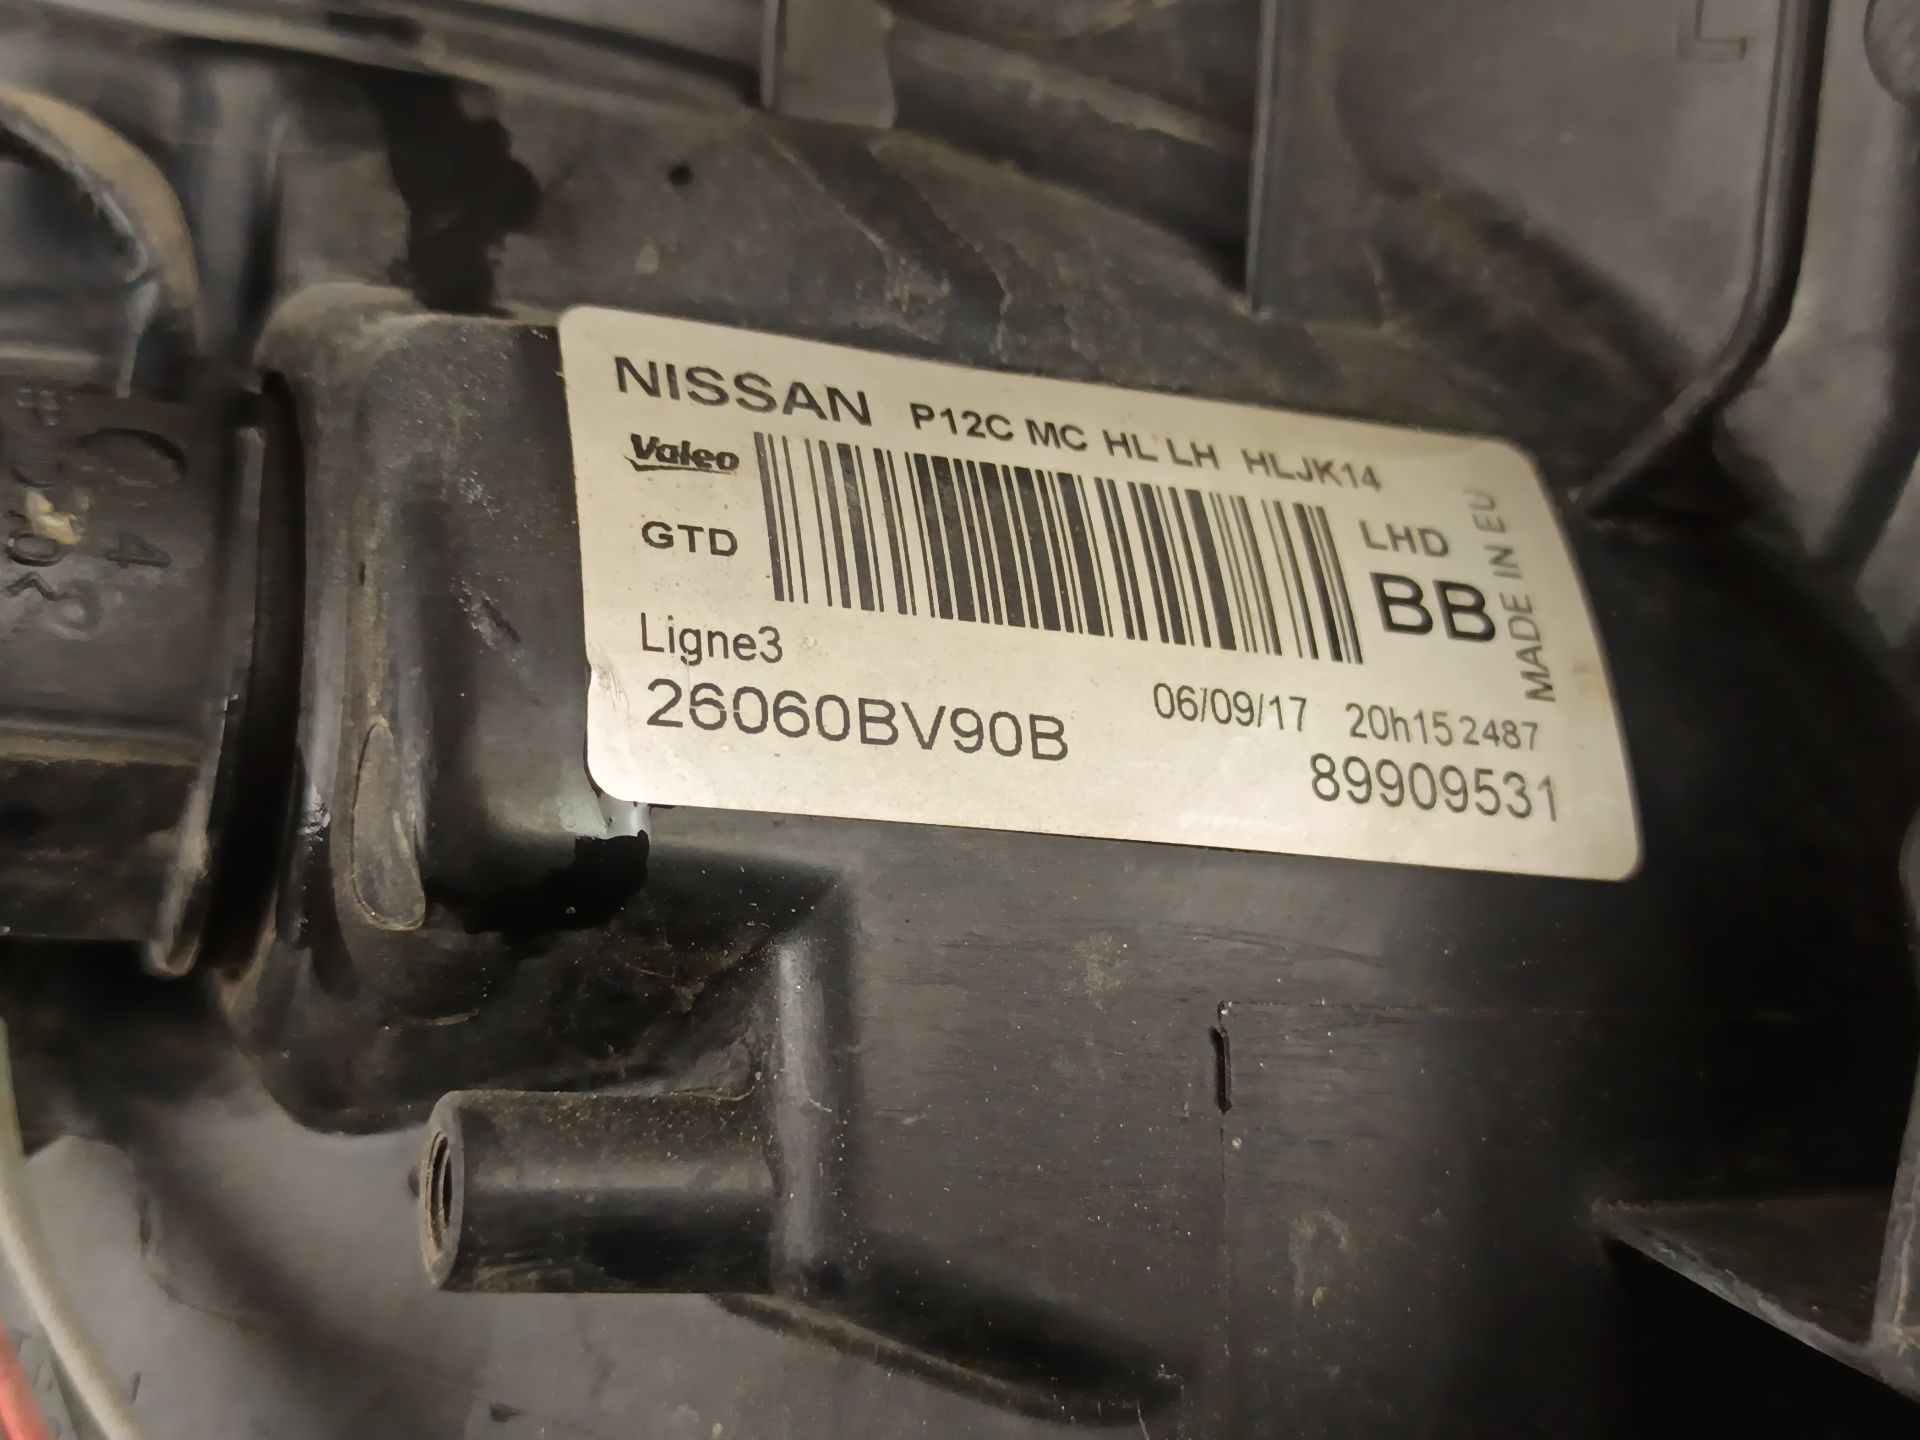 NISSAN P12C MC HL LH HLJK14
Valeo
GTD
LHD
BB
MADE IN EU
Ligne3
26060BV90B
06/09/17 20h15 2487
89909531